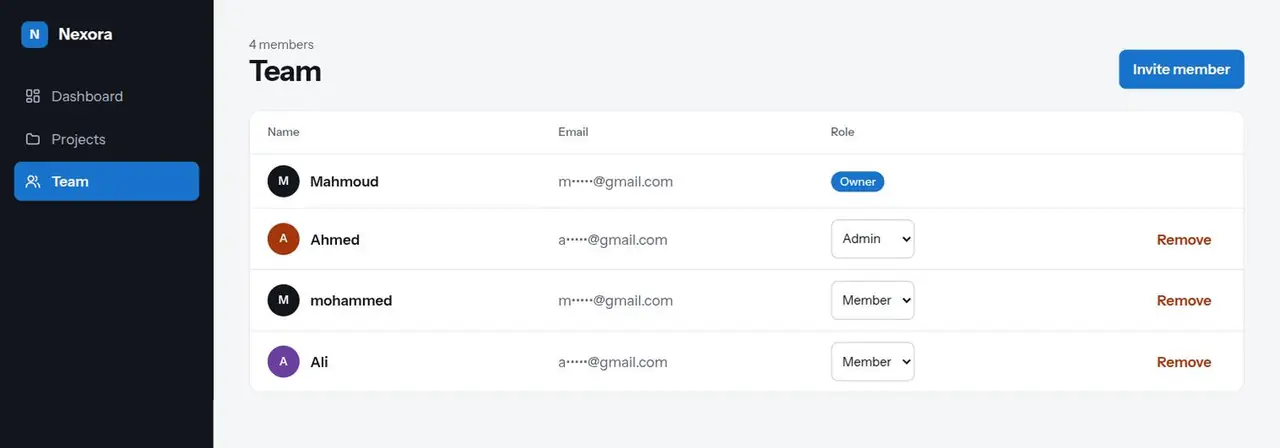 N Nexora
Dashboard
Projects
Team
4 members
Team
Invite member
Name Email Role
M Mahmoud m•••••@gmail.com Owner
A Ahmed a•••••@gmail.com Admin Remove
M mohammed m•••••@gmail.com Member Remove
A Ali a•••••@gmail.com Member Remove